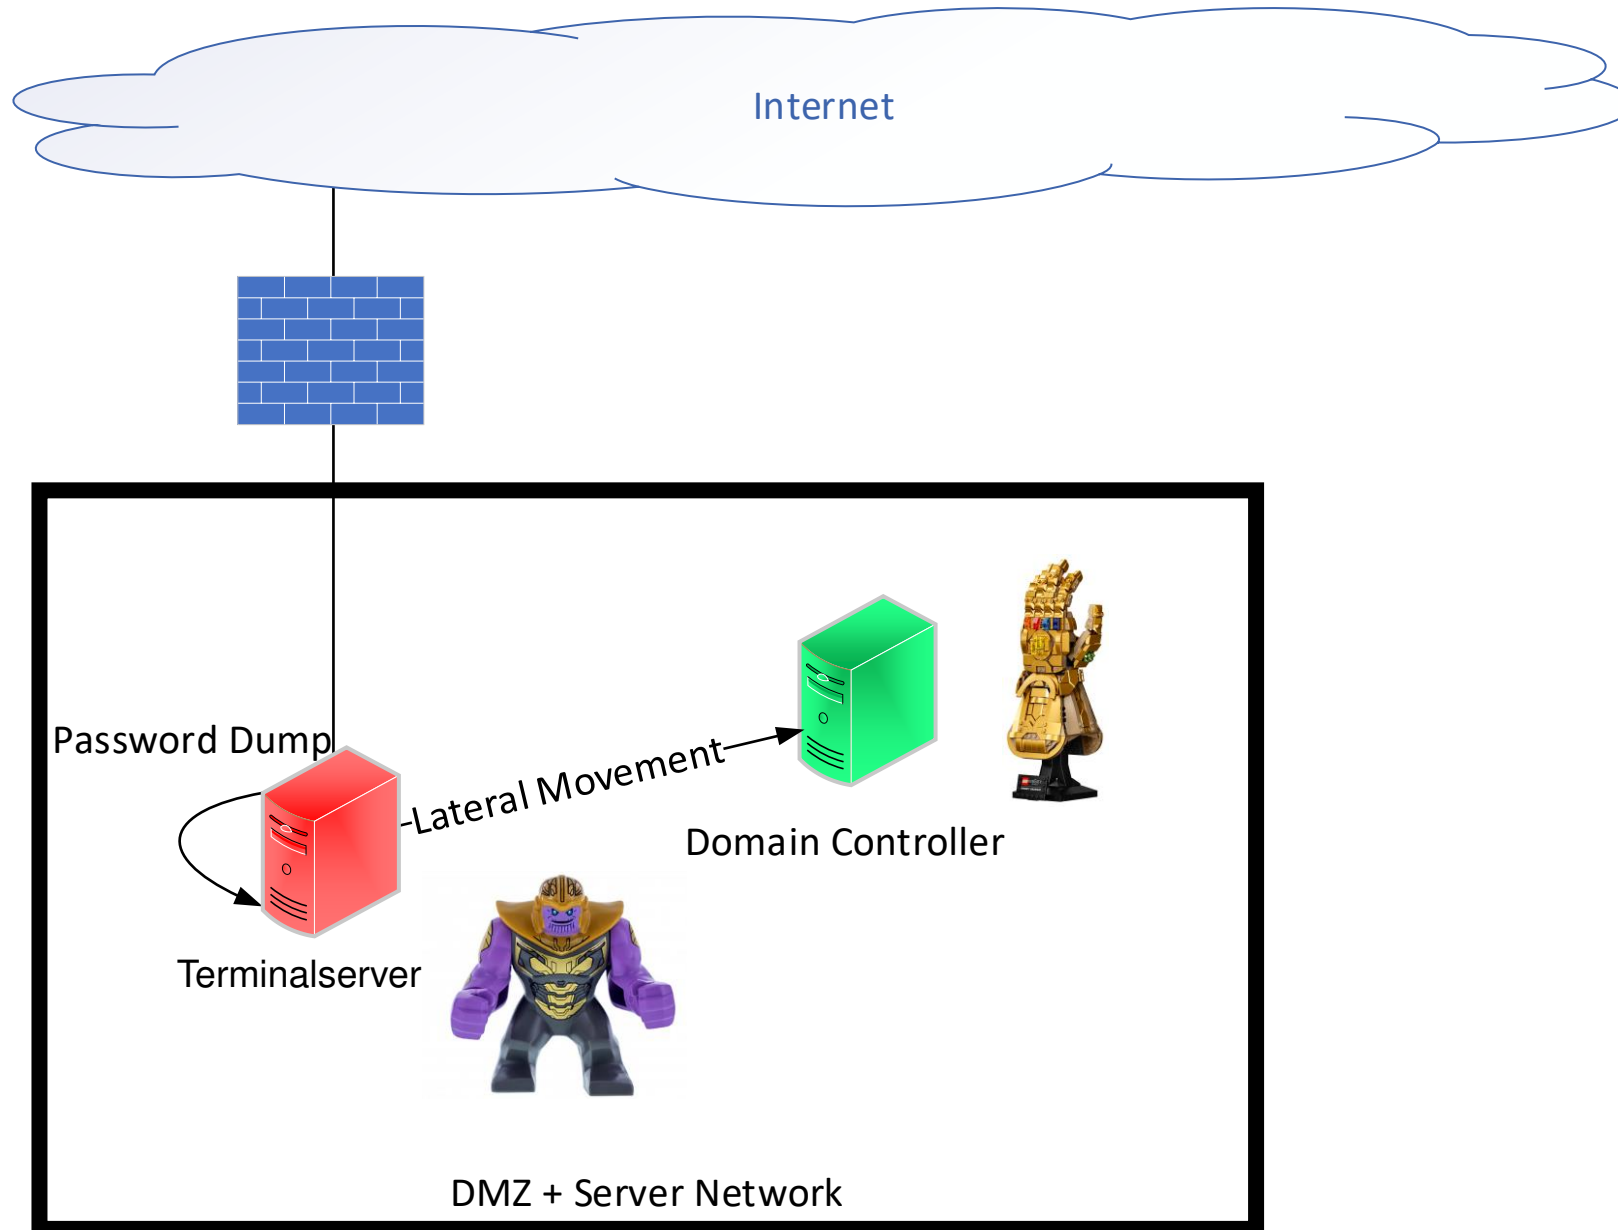 Internet
Password Dump
Lateral Movement
Domain Controller
Terminalserver
DMZ + Server Network